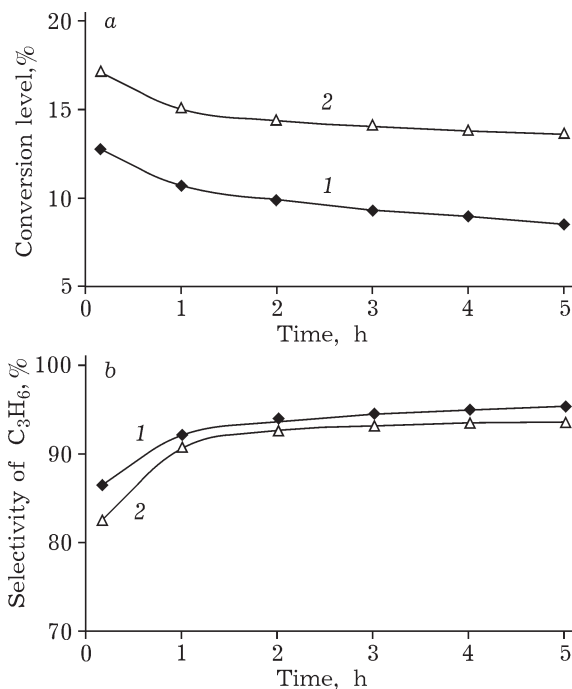 a
Conversion level,%
20
15
10
5
2
1
0 1 2 3 4 5
Time, h
b
Selectivity of C₃H₆, %
100
90
80
70
1
2
0 1 2 3 4 5
Time, h